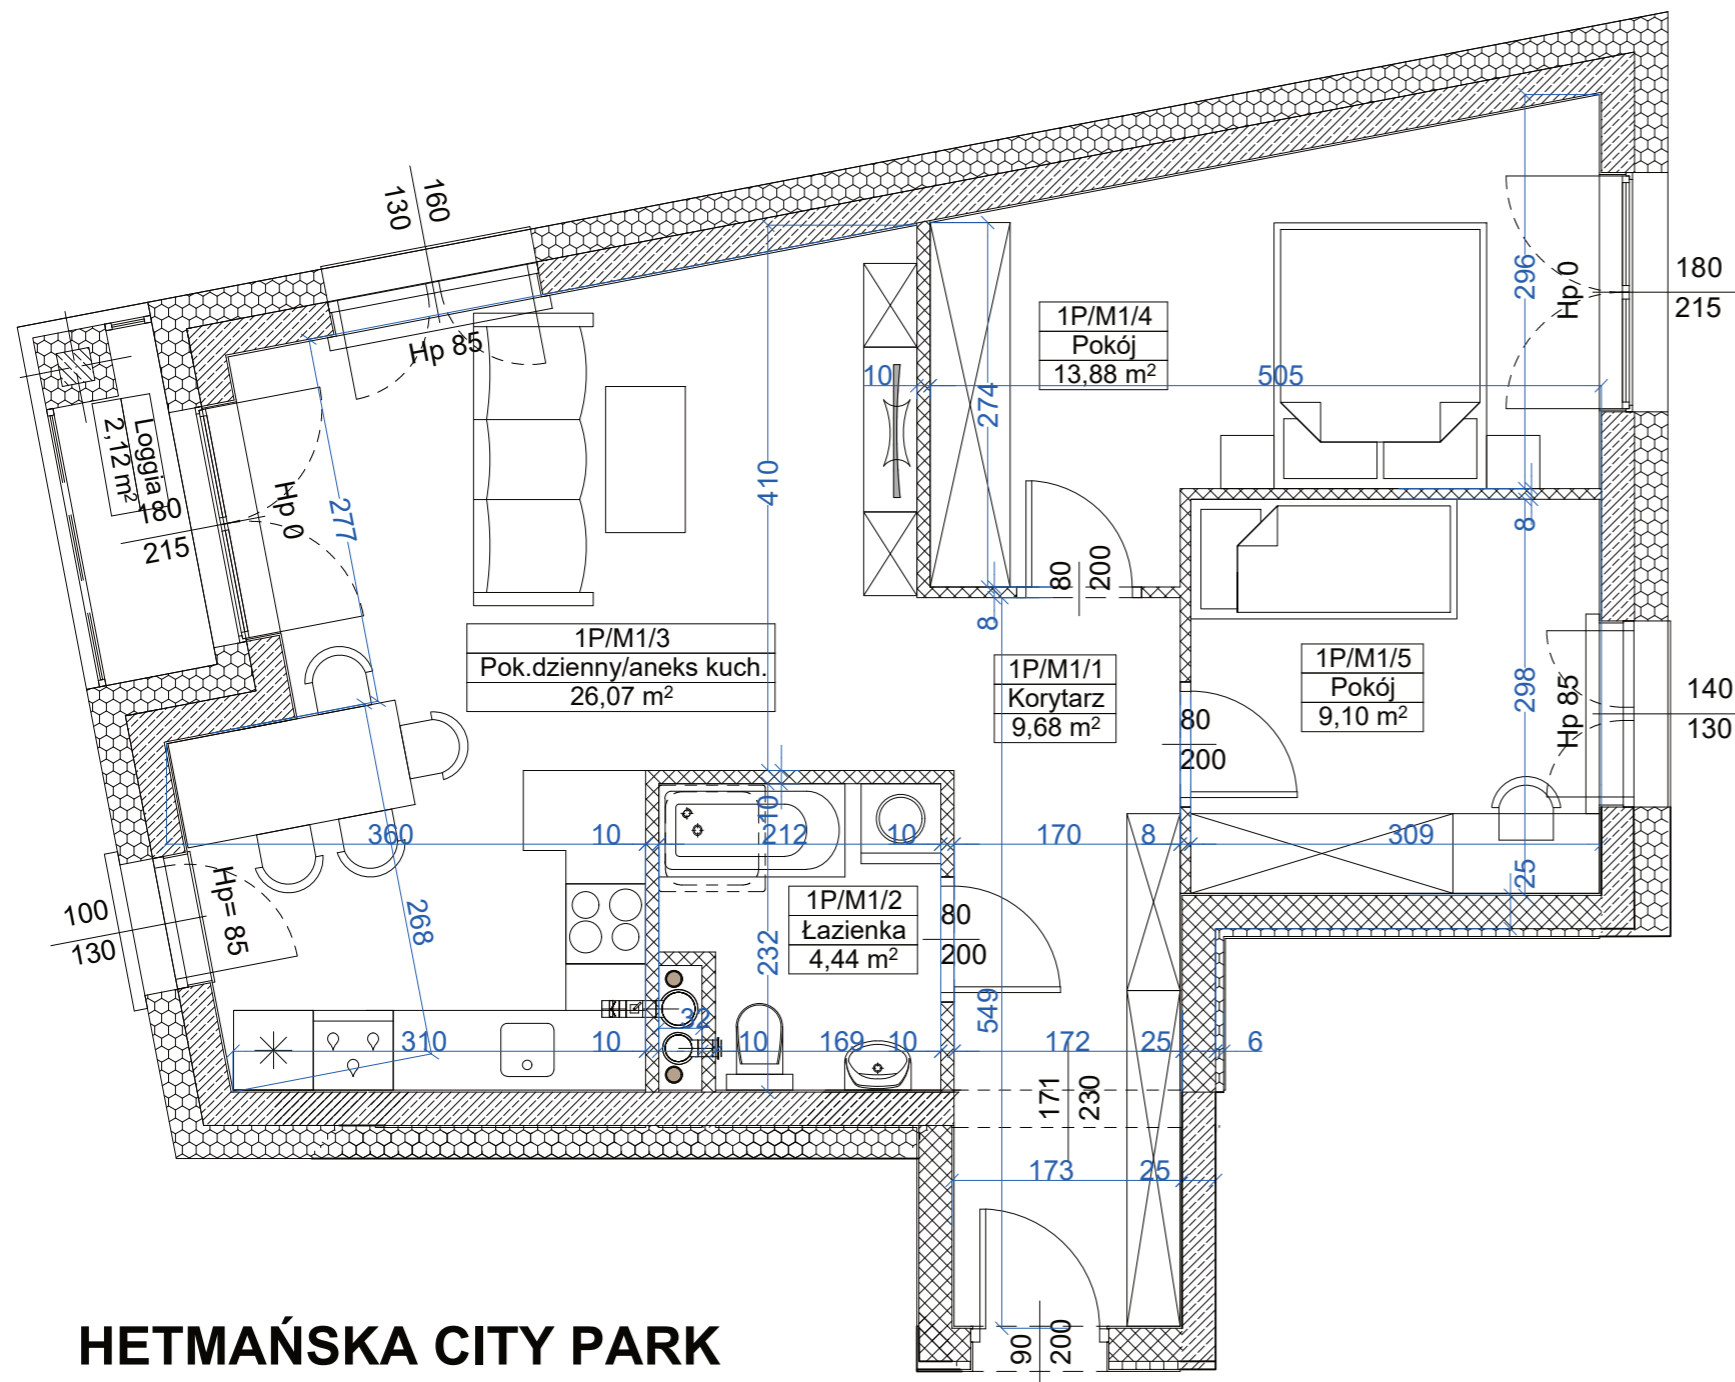 160
130
Hp 85
180
215
Hp 0
296
1P/M1/4
Pokój
13,88 m²
10
505
274
Loggia
2,12 m²
180
215
Hp 0
277
410
8
80
200
8
1P/M1/3
Pok.dzienny/aneks kuch.
26,07 m²
1P/M1/1
Korytarz
9,68 m²
1P/M1/5
Pokój
9,10 m²
298
Hp 85
140
130
80
200
10
360
10
212
10
170
8
309
25
Hp= 85
100
130
268
1P/M1/2
Łazienka
4,44 m²
80
200
232
549
32
310
10
10
169
10
172
25
6
171
230
173
25
90
200
HETMAŃSKA CITY PARK